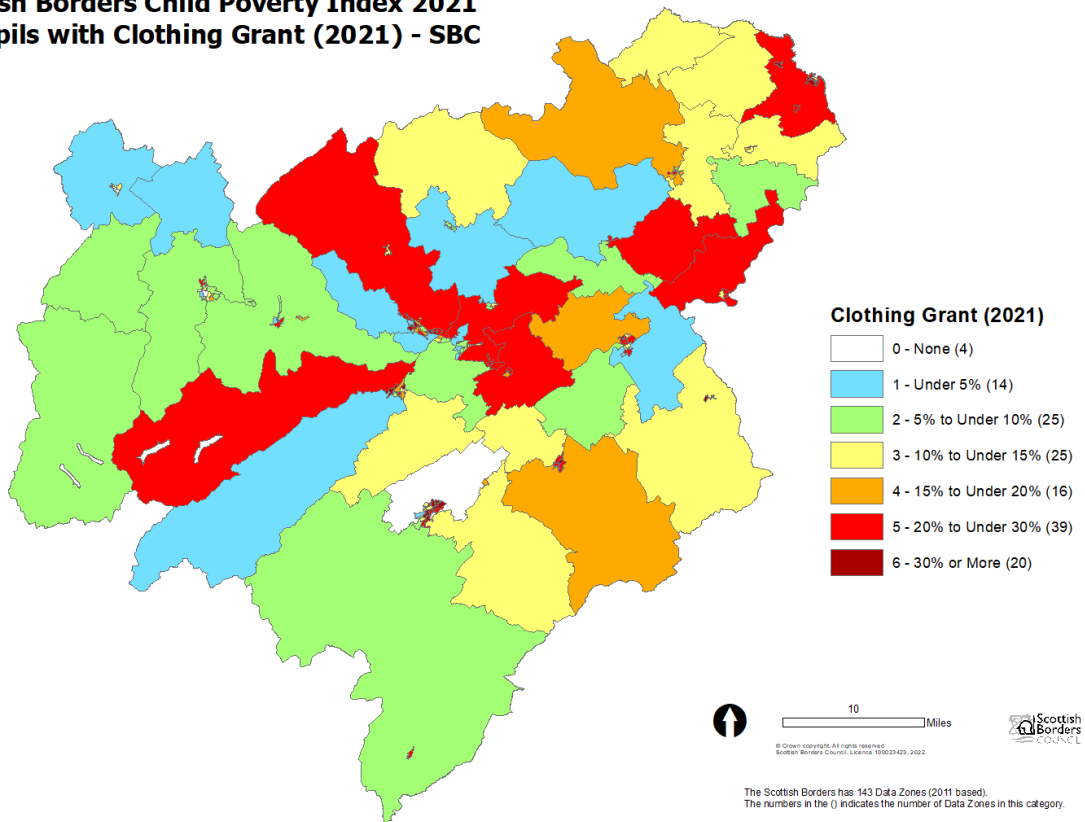 sh Borders Child Poverty Index 2021
pils with Clothing Grant (2021) - SBC
Clothing Grant (2021)
0 - None (4)
1 - Under 5% (14)
2 - 5% to Under 10% (25)
3 - 10% to Under 15% (25)
4 - 15% to Under 20% (16)
5 - 20% to Under 30% (39)
6 - 30% or More (20)
10
Miles
© Crown copyright. All rights reserved
Scottish Borders Council, Licence 100023423, 2022.
Scottish
Borders
COUNCIL
The Scottish Borders has 143 Data Zones (2011 based).
The numbers in the () indicates the number of Data Zones in this category.